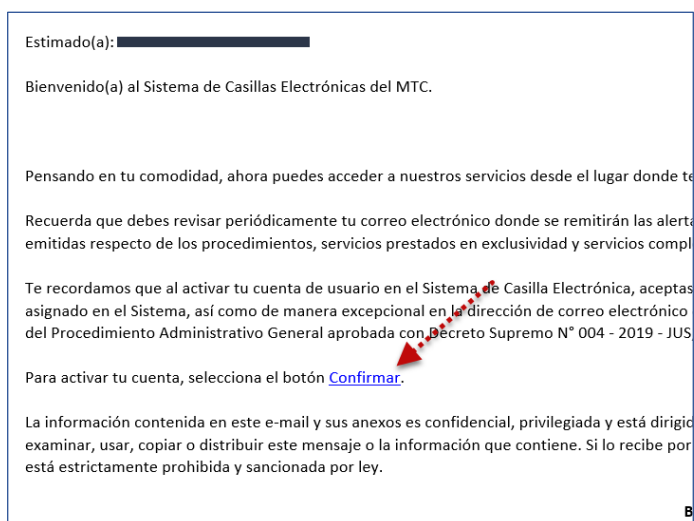 Estimado(a):
Bienvenido(a) al Sistema de Casillas Electrónicas del MTC.
Pensando en tu comodidad, ahora puedes acceder a nuestros servicios desde el lugar donde te
Recuerda que debes revisar periódicamente tu correo electrónico donde se remitirán las alerta
emitidas respecto de los procedimientos, servicios prestados en exclusividad y servicios compl
Te recordamos que al activar tu cuenta de usuario en el Sistema de Casilla Electrónica, aceptas
asignado en el Sistema, así como de manera excepcional en la dirección de correo electrónico
del Procedimiento Administrativo General aprobada con Decreto Supremo N° 004 - 2019 - JUS,
Para activar tu cuenta, selecciona el botón Confirmar.
La información contenida en este e-mail y sus anexos es confidencial, privilegiada y está dirigid
examinar, usar, copiar o distribuir este mensaje o la información que contiene. Si lo recibe por
está estrictamente prohibida y sancionada por ley.
B